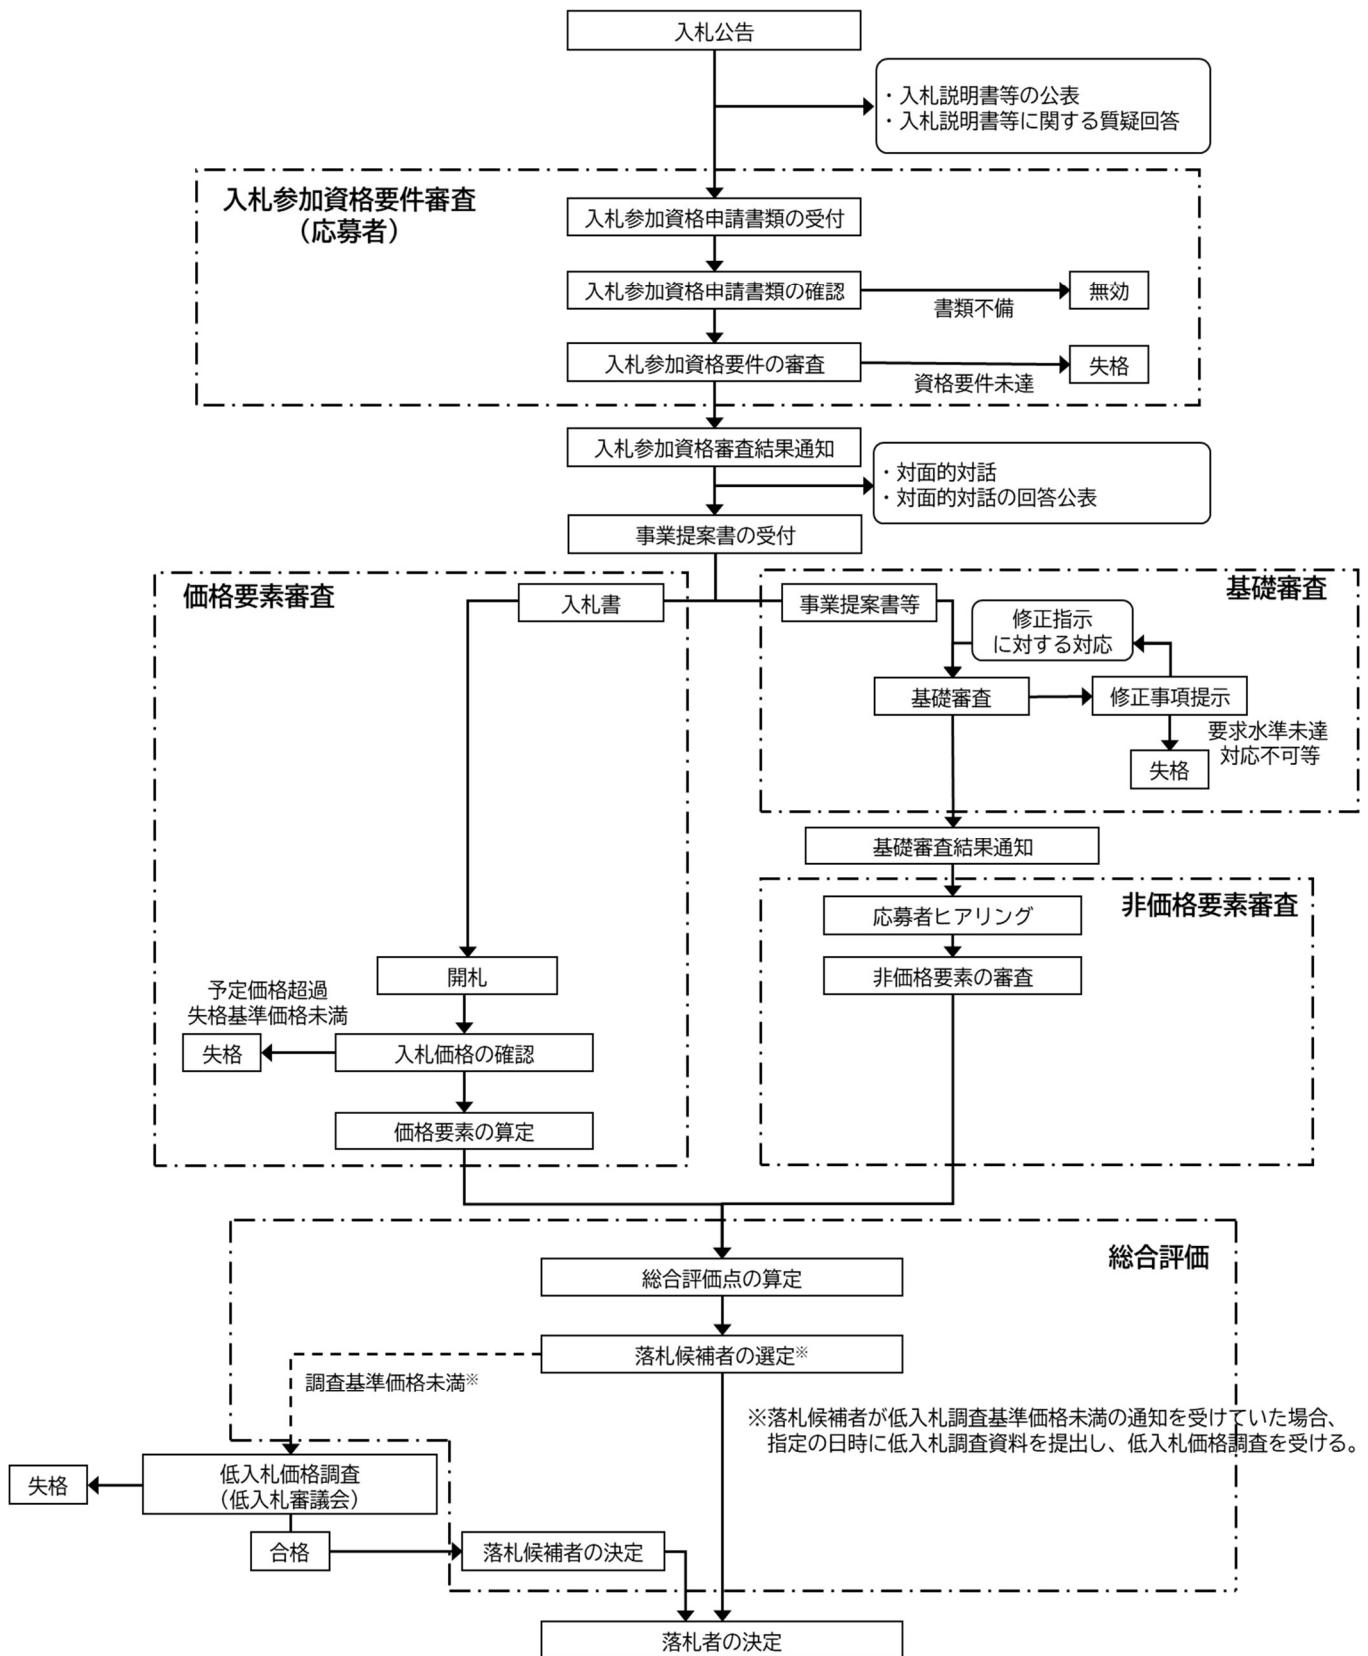 入札公告
・入札説明書等の公表
・入札説明書等に関する質疑回答
入札参加資格要件審査
（応募者）
入札参加資格申請書類の受付
入札参加資格申請書類の確認
書類不備
無効
入札参加資格要件の審査
資格要件未達
失格
入札参加資格審査結果通知
・対面的対話
・対面的対話の回答公表
事業提案書の受付
価格要素審査
入札書
開札
予定価格超過
失格基準価格未満
失格
入札価格の確認
価格要素の算定
基礎審査
事業提案書等
修正指示
に対する対応
基礎審査
修正事項提示
要求水準未達
対応不可等
失格
基礎審査結果通知
非価格要素審査
応募者ヒアリング
非価格要素の審査
総合評価
総合評価点の算定
落札候補者の選定※
調査基準価格未満※
※落札候補者が低入札調査基準価格未満の通知を受けていた場合、
指定の日時に低入札調査資料を提出し、低入札価格調査を受ける。
低入札価格調査
（低入札審議会）
失格
合格
落札候補者の決定
落札者の決定